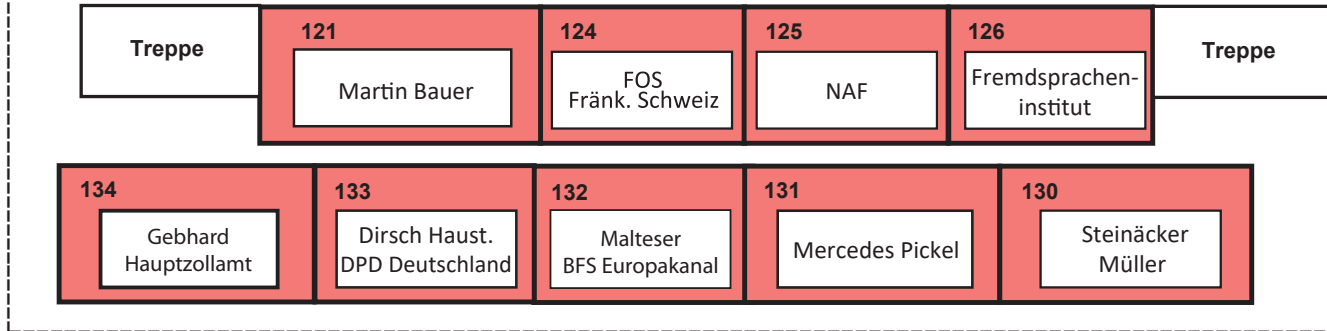 Treppe
121
Martin Bauer
124
FOS
Fränk. Schweiz
125
NAF
126
Fremdsprachen-
institut
Treppe
134
Gebhard
Hauptzollamt
133
Dirsch Haust.
DPD Deutschland
132
Malteser
BFS Europakanal
131
Mercedes Pickel
130
Steinäcker
Müller